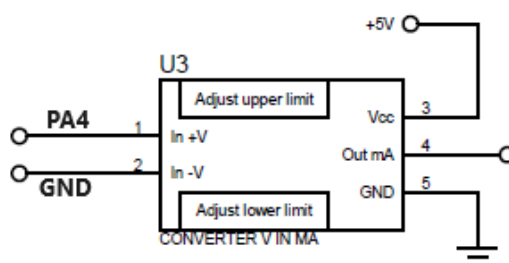 +5V
U3
Adjust upper limit
PA4
1
In +V
Vcc
3
2
In -V
Out mA
4
GND
GND
5
Adjust lower limit
CONVERTER V IN MA